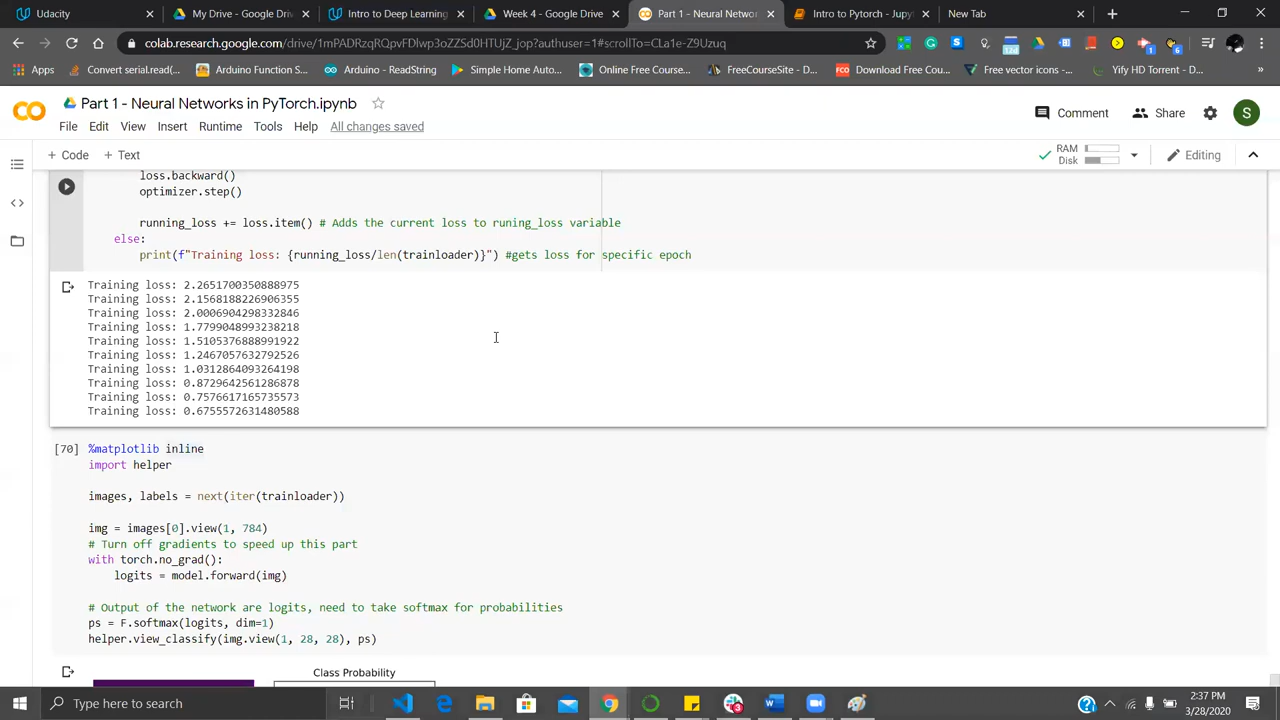 Udacity
My Drive - Google Dri
Intro to Deep Learning
Week 4 - Google Drive
Part 1 - Neural Networ
Intro to Pytorch - Jupy
New Tab
colab.research.google.com/drive/1mPADRzqRQpvFDlwp3oZZSd0HTUjZ_jop?authuser=1#scrollTo=CLa1e-Z9Uzuq
Apps
Convert serial.read(...
Arduino Function S...
Arduino - ReadString
Simple Home Auto...
Online Free Course...
FreeCourseSite - D...
Download Free Cou...
Free vector icons -...
Yify HD Torrent - D...
Part 1 - Neural Networks in PyTorch.ipynb
Comment
Share
S
File Edit View Insert Runtime Tools Help All changes saved
+ Code + Text
RAM
Disk
Editing
loss.backward()
optimizer.step()
running_loss += loss.item() # Adds the current loss to runing_loss variable
else:
print(f"Training loss: {running_loss/len(trainloader)}") #gets loss for specific epoch
Training loss: 2.2651700350888975
Training loss: 2.1568188226906355
Training loss: 2.0006904298332846
Training loss: 1.7799048993238218
Training loss: 1.5105376888991922
Training loss: 1.2467057632792526
Training loss: 1.0312864093264198
Training loss: 0.8729642561286878
Training loss: 0.7576617165735573
Training loss: 0.6755572631480588
[70] %matplotlib inline
import helper
images, labels = next(iter(trainloader))
img = images[0].view(1, 784)
# Turn off gradients to speed up this part
with torch.no_grad():
logits = model.forward(img)
# Output of the network are logits, need to take softmax for probabilities
ps = F.softmax(logits, dim=1)
helper.view_classify(img.view(1, 28, 28), ps)
Class Probability
Type here to search
2:37 PM
3/28/2020